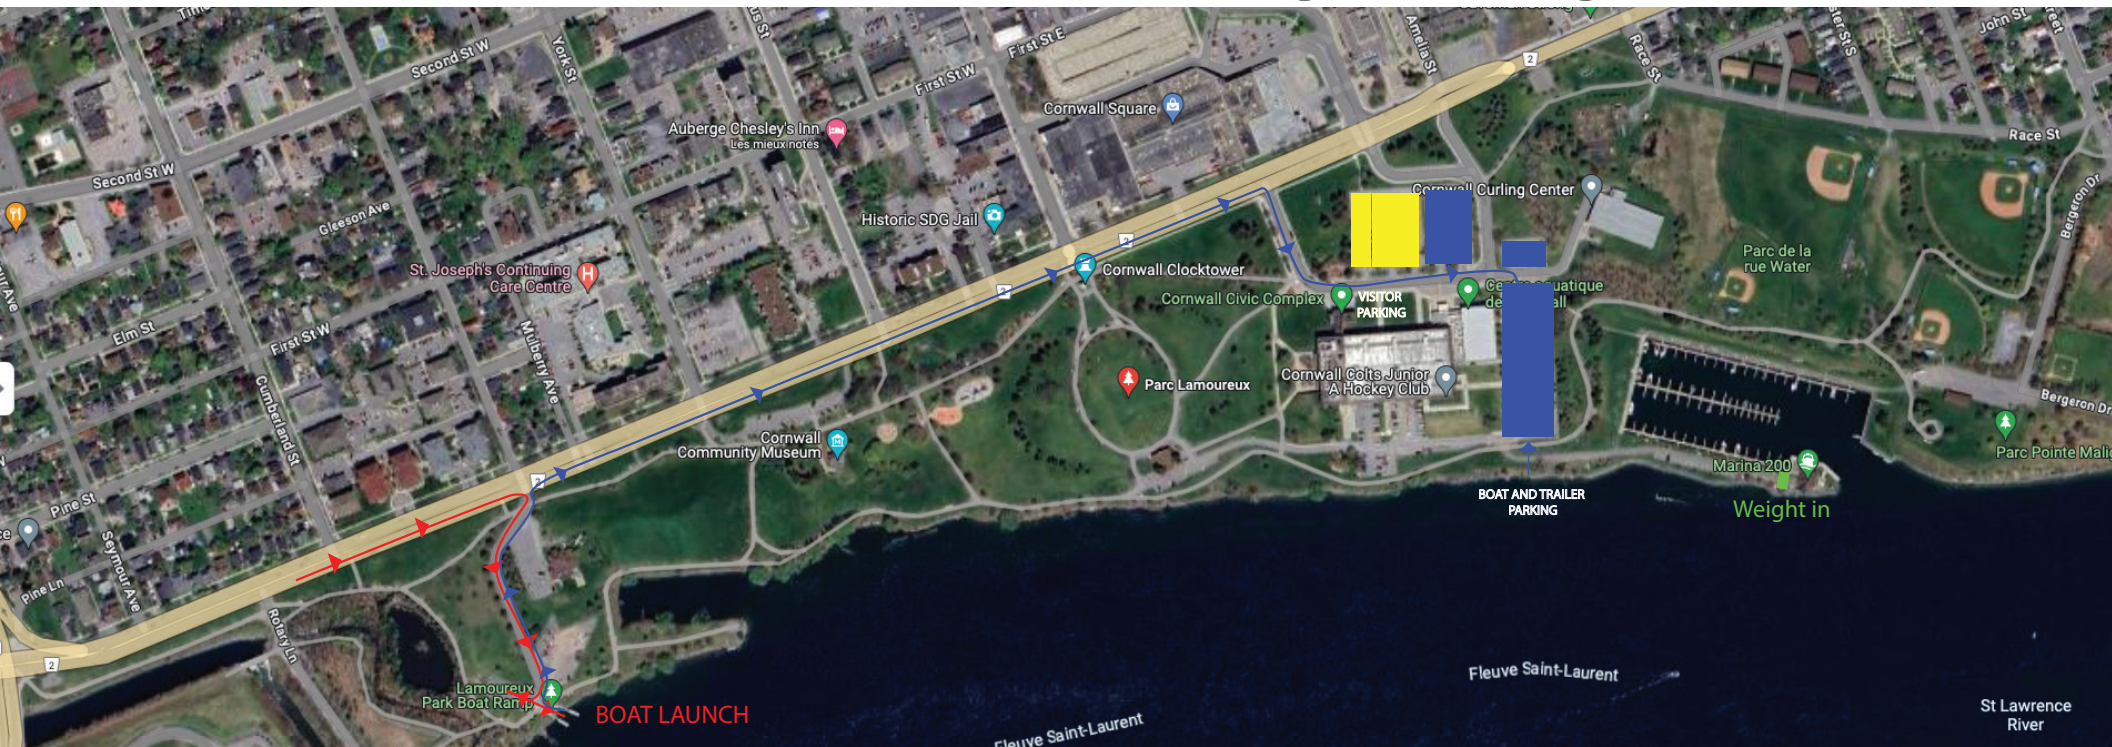 Second St W
York St
First St E
Amelia St
2
Race St
John St
Cornwall Square
First St W
Auberge Chesley's Inn
Les mieux notés
Race St
Second St W
Gleeson Ave
Historic SDG Jail
Cornwall Curling Center
Bergeron Dr
St. Joseph's Continuing
Care Centre
2
Cornwall Clocktower
2
Parc de la
rue Water
Elm St
First St W
Mulberry Ave
Cornwall Civic Complex
VISITOR
PARKING
Cumberland St
Parc Lamoureux
Cornwall Colts Junior
A Hockey Club
Bergeron Dr
Cornwall
Community Museum
Marina 200
Weight in
2
BOAT AND TRAILER
PARKING
Pine St
Seymour Ave
Pine Ln
Rotary Ln
2
Lamoureux
Park Boat Ramp
BOAT LAUNCH
Fleuve Saint-Laurent
Fleuve Saint-Laurent
St Lawrence
River